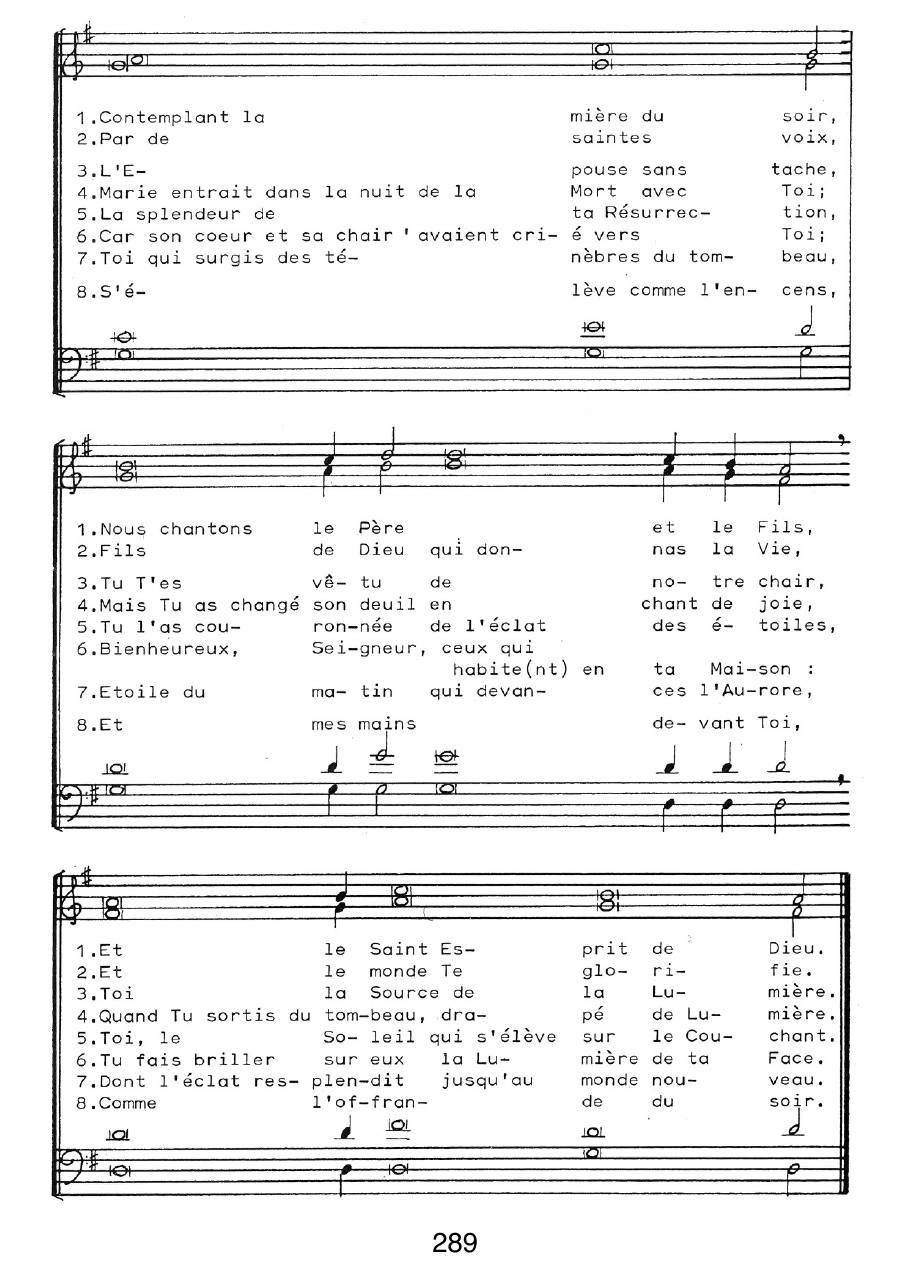 1.Contemplant la mière du soir,
2.Par de saintes voix,
3.L'E- pouse sans tache,
4.Marie entrait dans la nuit de la Mort avec Toi;
5.La splendeur de ta Résurrec- tion,
6.Car son coeur et sa chair 'avaient cri- é vers Toi;
7.Toi qui surgis des té- nèbres du tom- beau,
8.S'é- lève comme l'en- cens,
1.Nous chantons le Père et le Fils,
2.Fils de Dieu qui don- nas la Vie,
3.Tu T'es vê- tu de no- tre chair,
4.Mais Tu as changé son deuil en chant de joie,
5.Tu l'as cou- ron-née de l'éclat des é- toiles,
6.Bienheureux, Sei-gneur, ceux qui
habite(nt) en ta Mai-son :
7.Etoile du ma- tin qui devan- ces l'Au-rore,
8.Et mes mains de- vant Toi,
1.Et le Saint Es- prit de Dieu.
2.Et le monde Te glo- ri- fie.
3.Toi la Source de la Lu- mière.
4.Quand Tu sortis du tom-beau, dra- pé de Lu- mière.
5.Toi, le So- leil qui s'élève sur le Cou- chant.
6.Tu fais briller sur eux la Lu- mière de ta Face.
7.Dont l'éclat res- plen-dit jusqu'au monde nou- veau.
8.Comme l'of-fran- de du soir.
289